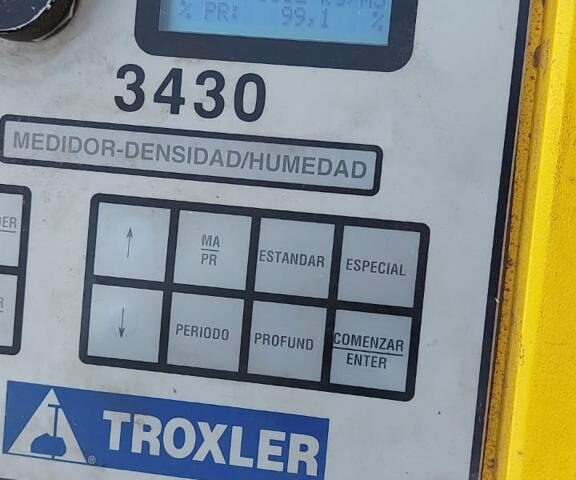 % PR: 99,1 %
3430
MEDIDOR-DENSIDAD/HUMEDAD
↑ MA ESTANDAR ESPECIAL
PR
↓ PERIODO PROFUND COMENZAR
ENTER
TROXLER®